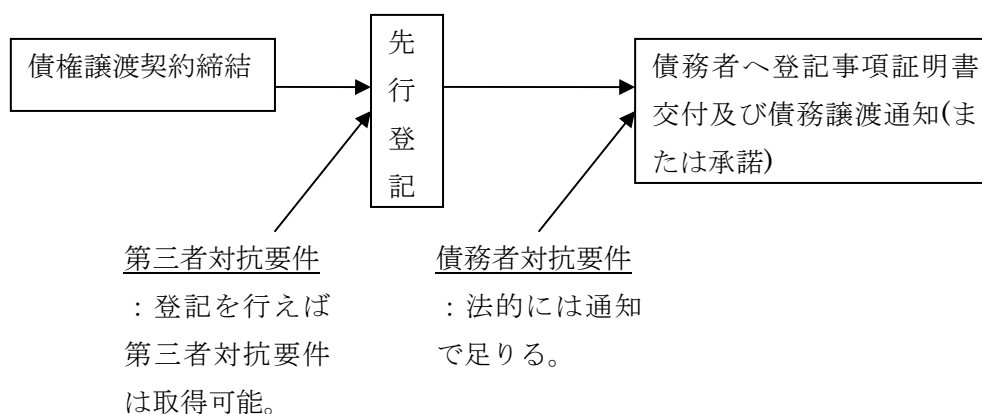 債権譲渡契約締結
先
行
登
記
債務者へ登記事項証明書
交付及び債務譲渡通知(ま
たは承諾)
第三者対抗要件
：登記を行えば
第三者対抗要件
は取得可能。
債務者対抗要件
：法的には通知
で足りる。